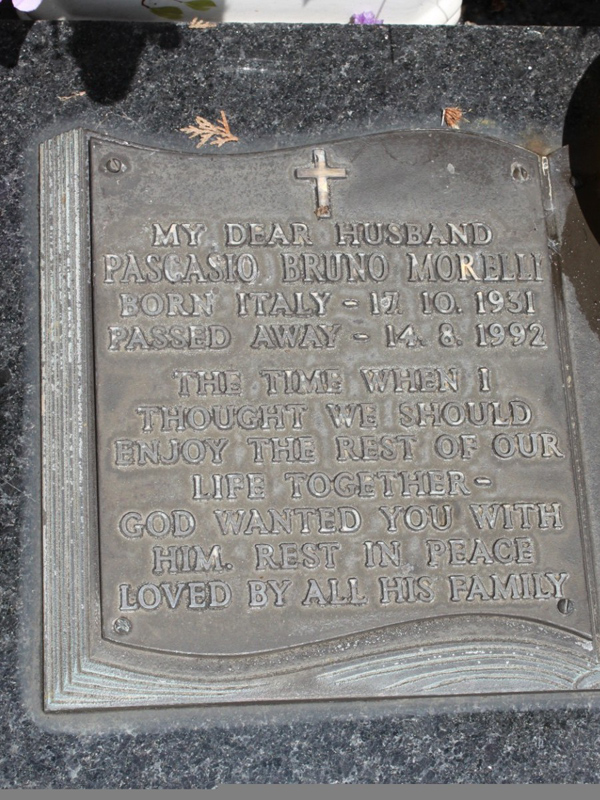 MY DEAR HUSBAND
PASCASIO BRUNO MORELLI
BORN ITALY - 17. 10. 1931
PASSED AWAY - 14. 8. 1992
THE TIME WHEN I
THOUGHT WE SHOULD
ENJOY THE REST OF OUR
LIFE TOGETHER-
GOD WANTED YOU WITH
HIM. REST IN PEACE
LOVED BY ALL HIS FAMILY